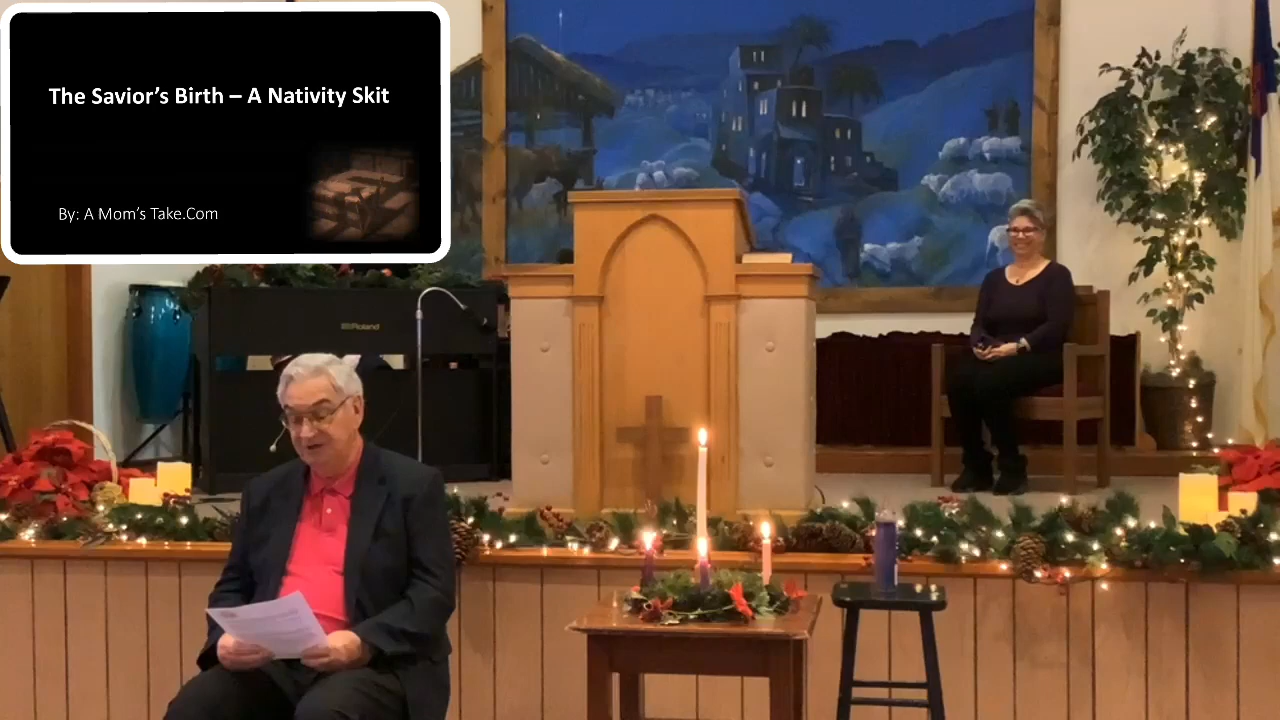 The Savior's Birth – A Nativity Skit
By: A Mom's Take.Com
Roland